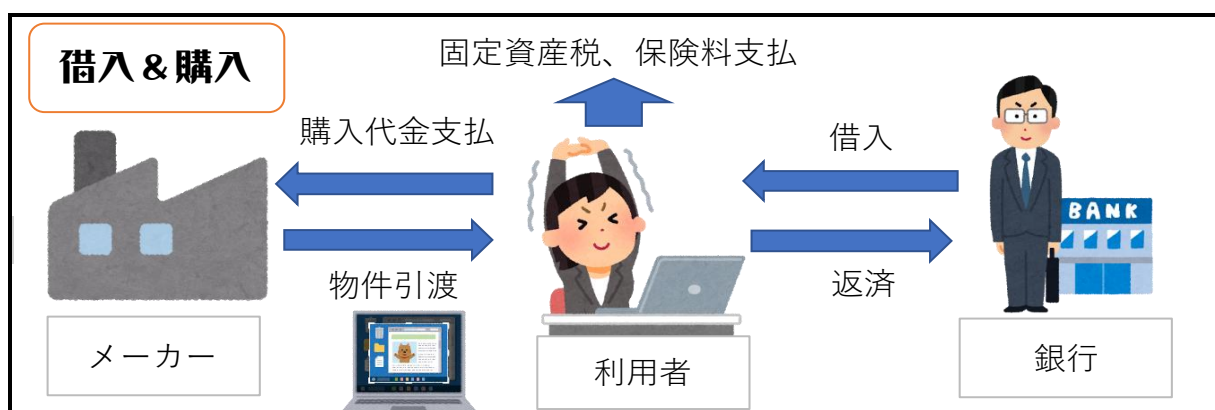 借入＆購入
固定資産税、保険料支払
購入代金支払
借入
物件引渡
返済
BANK
メーカー
利用者
銀行